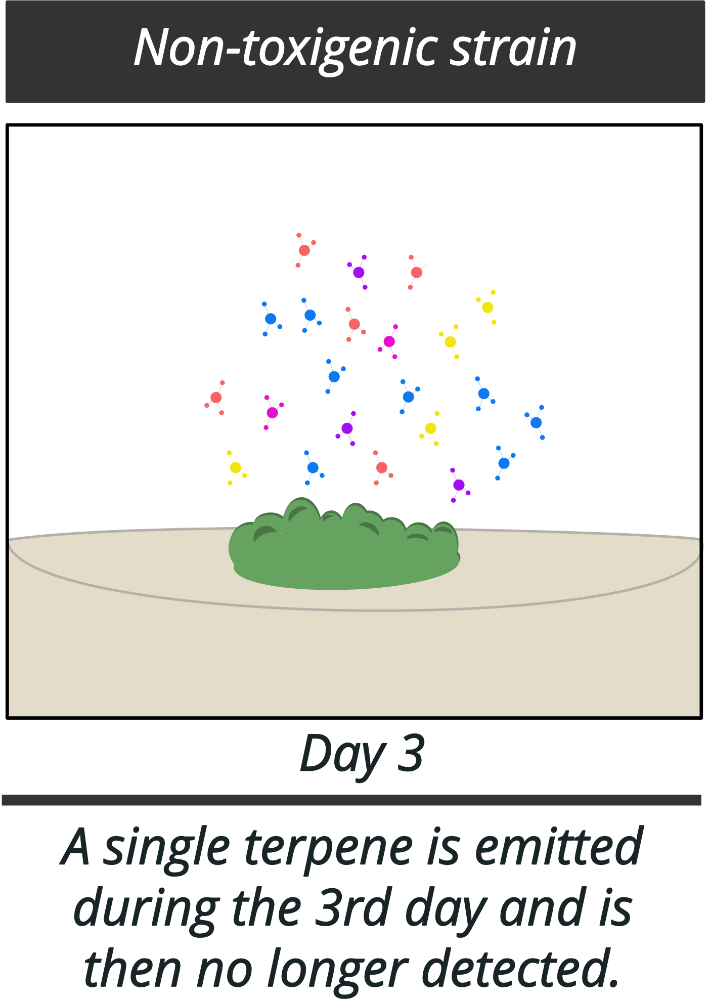 Non-toxigenic strain
Day 3
A single terpene is emitted
during the 3rd day and is
then no longer detected.